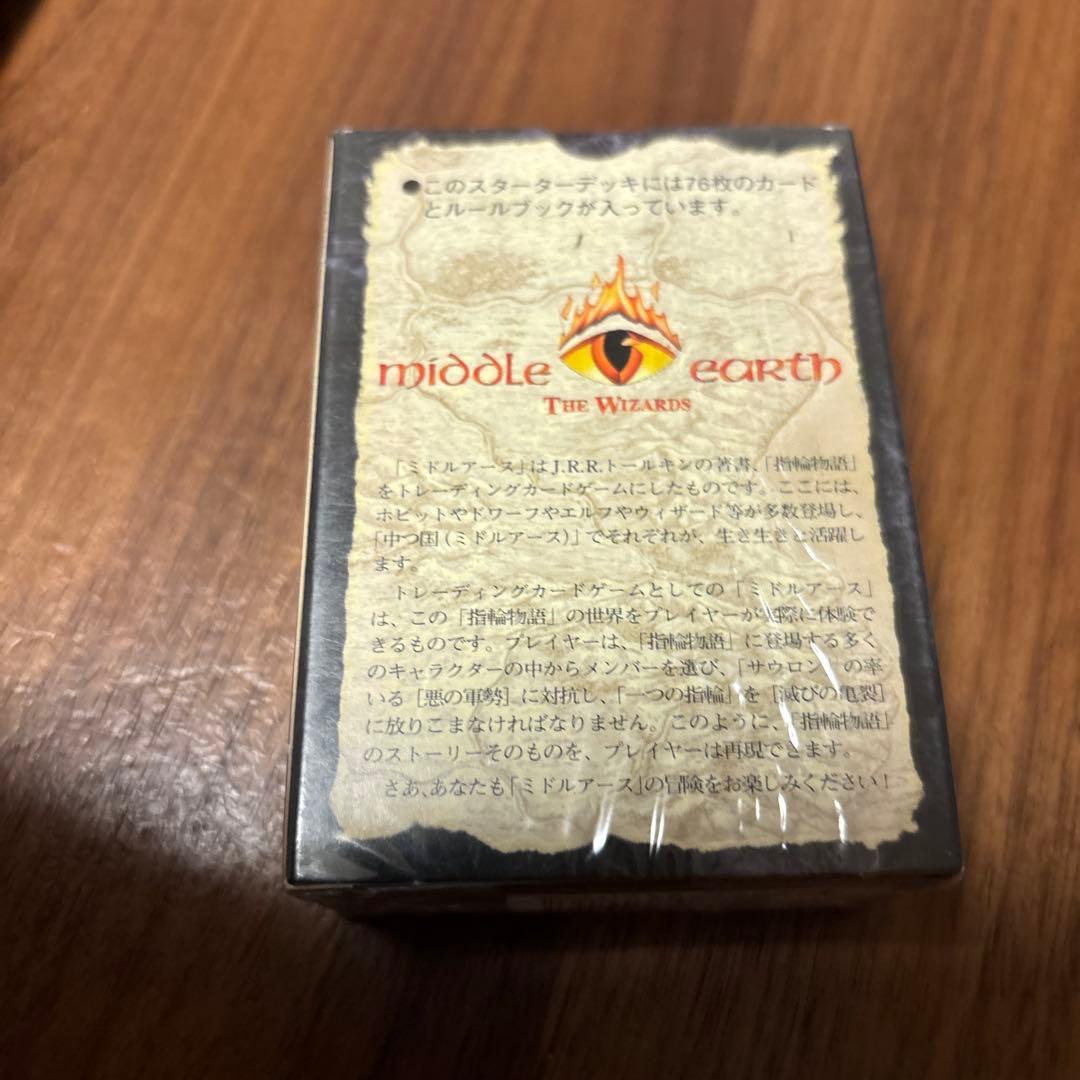 ●このスターターデッキには76枚のカード
とルールブックが入っています。
middle earth
THE WIZARDS
「ミドルアース」はJ.R.R.トールキンの著書、「指輪物語」
をトレーディングカードゲームにしたものです。ここには、
ホビットやドワーフやエルフやウィザード等が多数登場し、
「中つ国(ミドルアース)」でそれぞれが、生き生きと活躍し
ます。
トレーディングカードゲームとしての「ミドルアース」
は、この「指輪物語」の世界をプレイヤーが実際に体験で
きるものです。プレイヤーは、「指輪物語」に登場する多く
のキャラクターの中からメンバーを選び、「サウロン」の率
いる[悪の軍勢]に対抗し、「一つの指輪」を[滅びの亀裂]
に放りこまなければなりません。このように、「指輪物語」
のストーリーそのものを、プレイヤーは再現できます。
さあ、あなたも「ミドルアース」の冒険をお楽しみください!